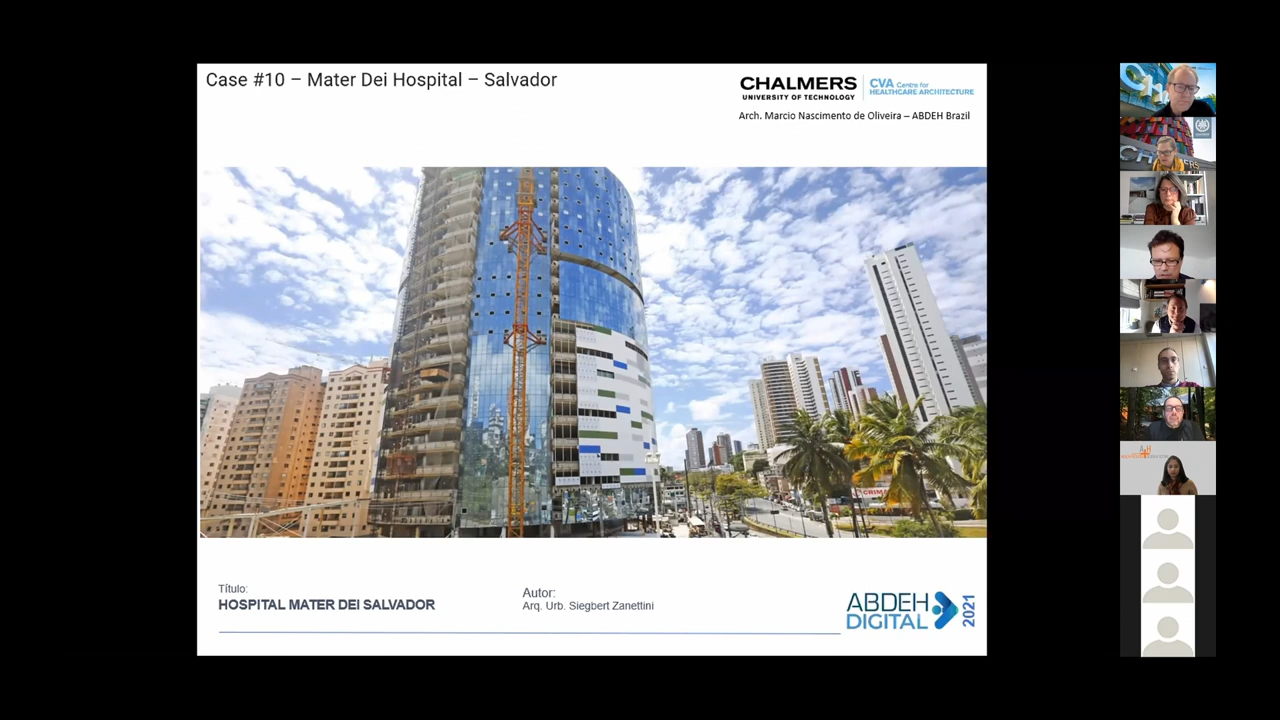 Case #10 – Mater Dei Hospital – Salvador
CHALMERS
UNIVERSITY OF TECHNOLOGY
CVA Centre for
HEALTHCARE ARCHITECTURE
Arch. Marcio Nascimento de Oliveira – ABDEH Brazil
CRIMA
Título:
HOSPITAL MATER DEI SALVADOR
Autor:
Arq. Urb. Siegbert Zanettini
ABDEH
DIGITAL
2021